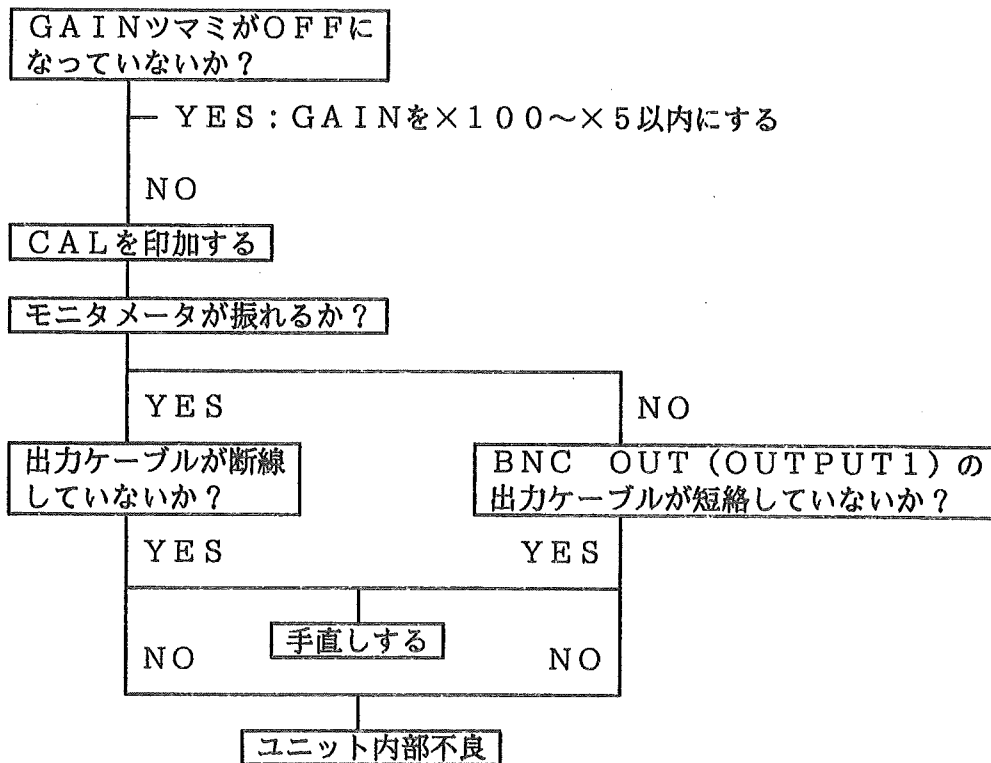 GAINツマミがOFFに
なっていないか？
YES：GAINを×100～×5以内にする
NO
CALを印加する
モニタメータが振れるか？
YES
NO
出力ケーブルが断線
していないか？
BNC OUT（OUTPUT1）の
出力ケーブルが短絡していないか？
YES
YES
手直しする
NO
NO
ユニット内部不良